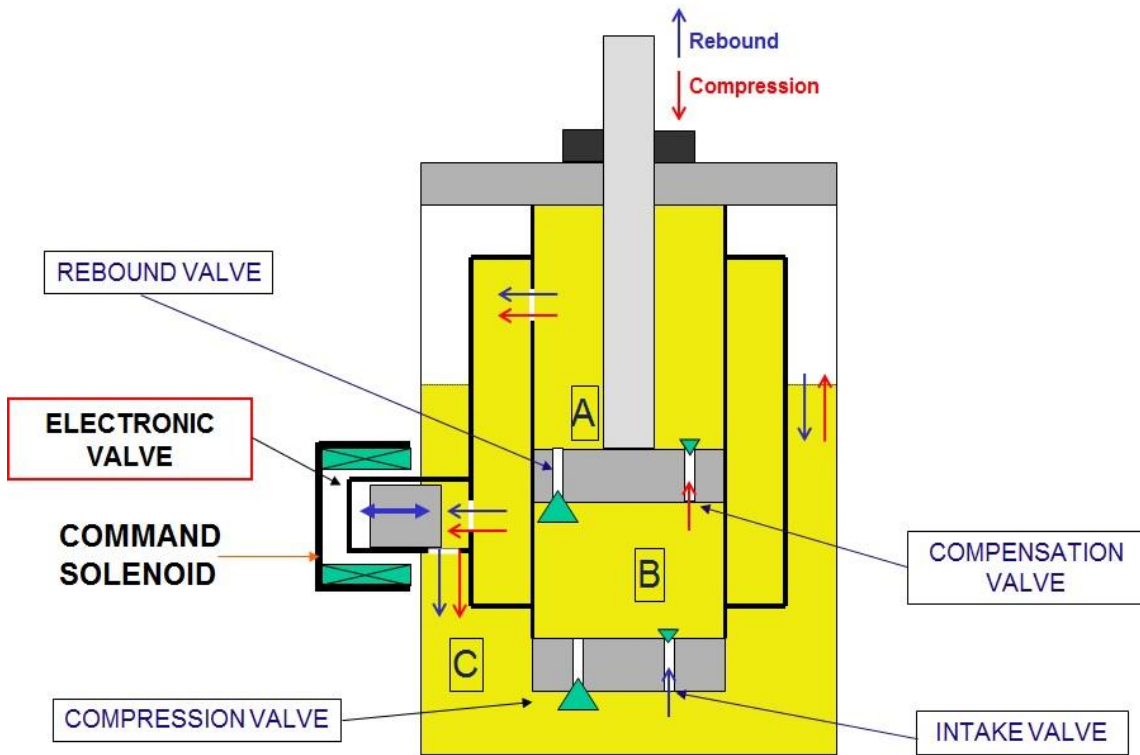 Rebound
Compression
REBOUND VALVE
A
ELECTRONIC
VALVE
COMMAND
SOLENOID
B
COMPENSATION
VALVE
C
COMPRESSION VALVE
INTAKE VALVE